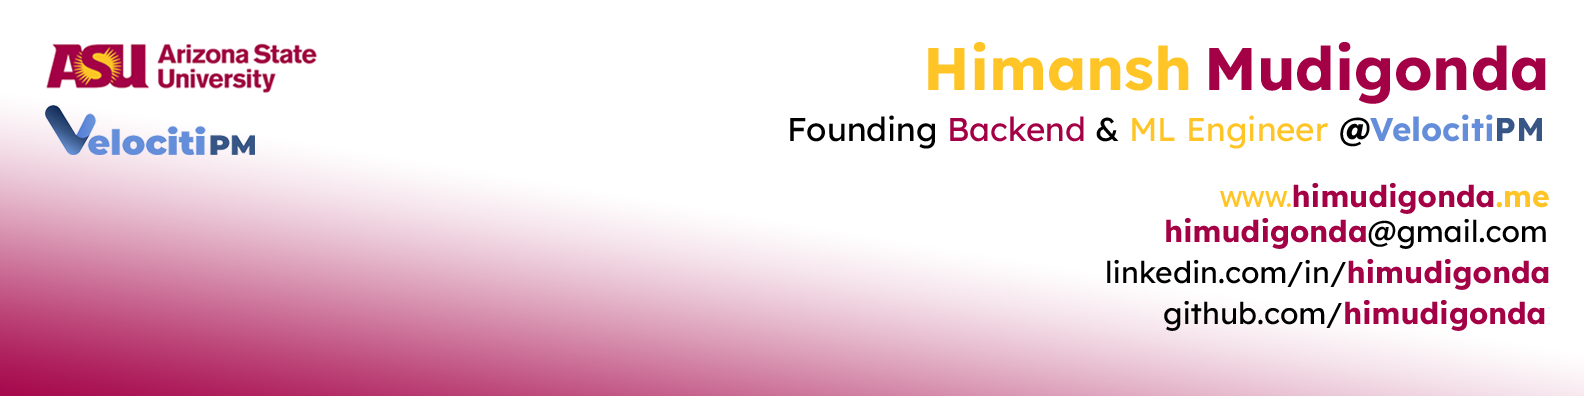 ASU Arizona State
University
VelocitiPM
Himansh Mudigonda
Founding Backend & ML Engineer @VelocitiPM
www.himudigonda.me
himudigonda@gmail.com
linkedin.com/in/himudigonda
github.com/himudigonda